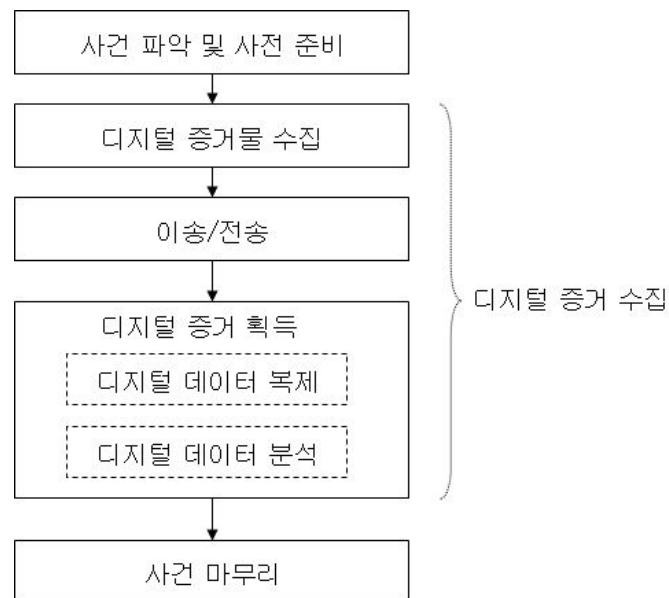 사건 파악 및 사전 준비
디지털 증거물 수집
이송/전송
디지털 증거 획득
디지털 데이터 복제
디지털 데이터 분석
디지털 증거 수집
사건 마무리